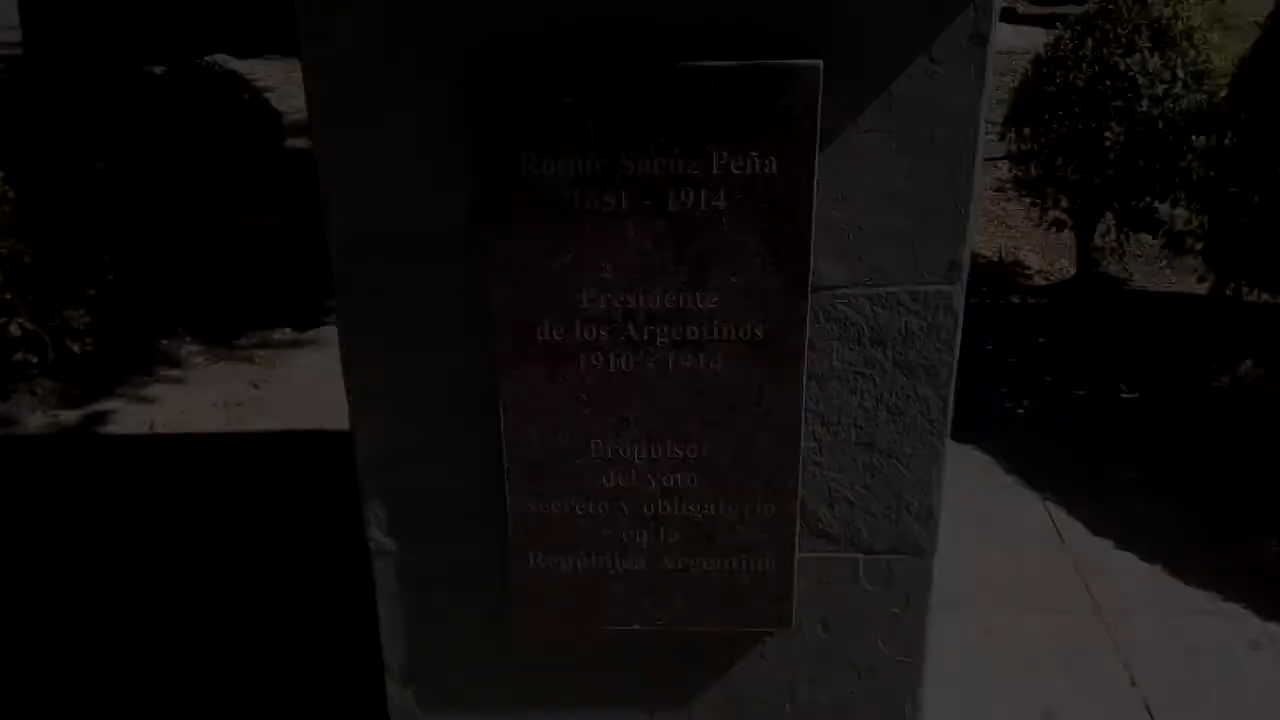 Roque Saenz Peña
1851 - 1914
Presidente
de los Argentinos
1910 - 1914
Propulsor
del voto
secreto y obligatorio
en la
República Argentina